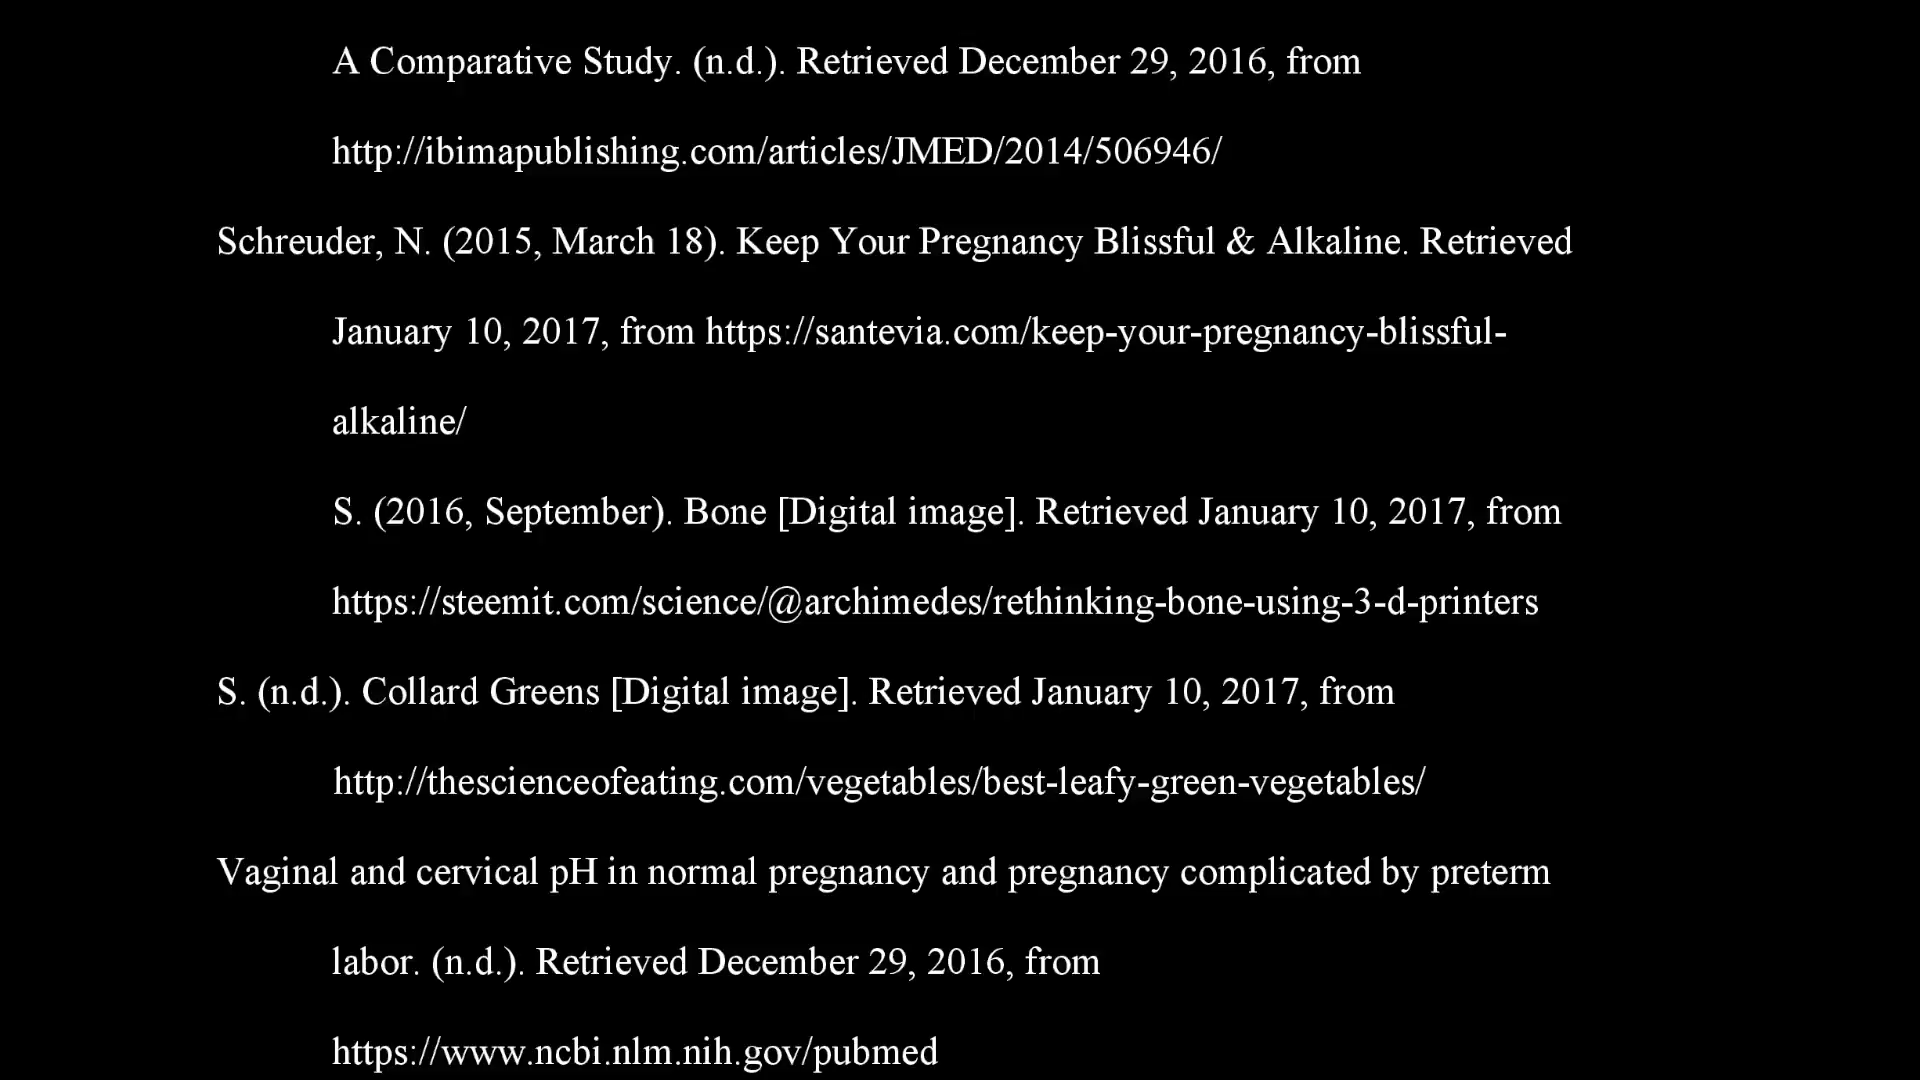 A Comparative Study. (n.d.). Retrieved December 29, 2016, from
http://ibimapublishing.com/articles/JMED/2014/506946/
Schreuder, N. (2015, March 18). Keep Your Pregnancy Blissful & Alkaline. Retrieved
January 10, 2017, from https://santevia.com/keep-your-pregnancy-blissful-
alkaline/
S. (2016, September). Bone [Digital image]. Retrieved January 10, 2017, from
https://steemit.com/science/@archimedes/rethinking-bone-using-3-d-printers
S. (n.d.). Collard Greens [Digital image]. Retrieved January 10, 2017, from
http://thescienceofeating.com/vegetables/best-leafy-green-vegetables/
Vaginal and cervical pH in normal pregnancy and pregnancy complicated by preterm
labor. (n.d.). Retrieved December 29, 2016, from
https://www.ncbi.nlm.nih.gov/pubmed